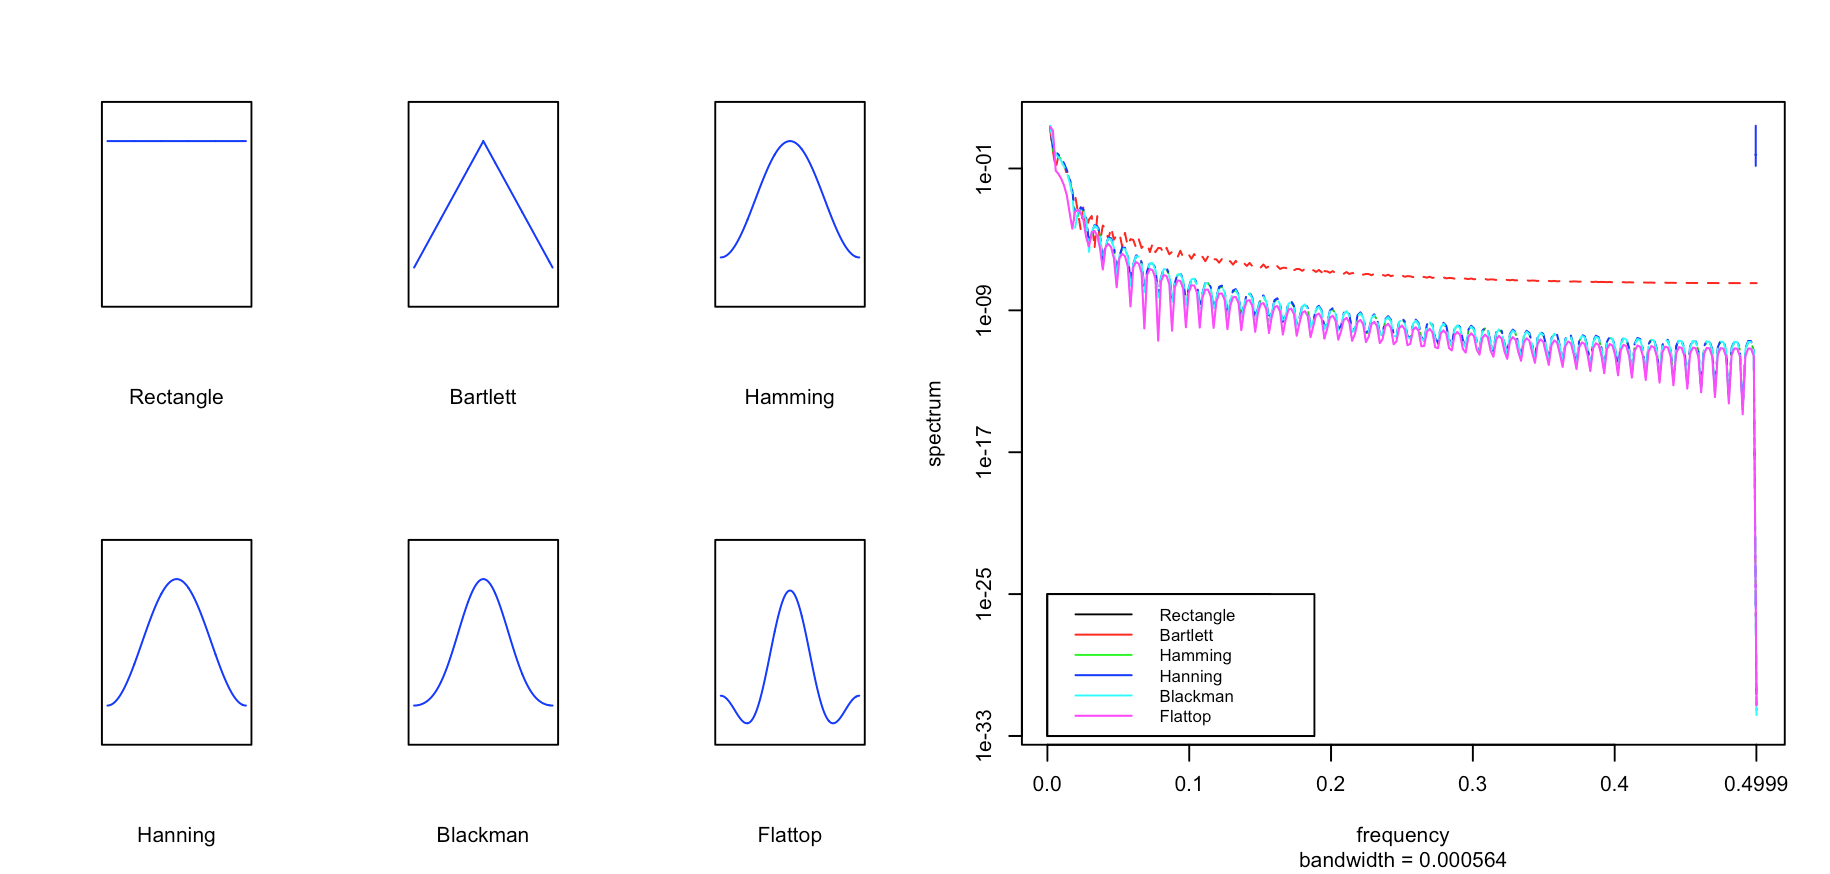 Rectangle
Bartlett
Hamming
Hanning
Blackman
Flattop
spectrum
1e-01
1e-09
1e-17
1e-25
1e-33
Rectangle
Bartlett
Hamming
Hanning
Blackman
Flattop
0.0
0.1
0.2
0.3
0.4
0.4999
frequency
bandwidth = 0.000564